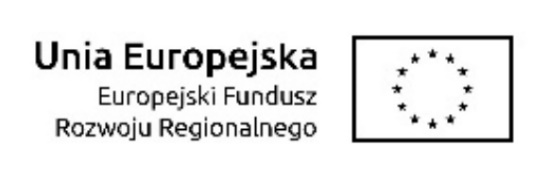 Unia Europejska
Europejski Fundusz
Rozwoju Regionalnego